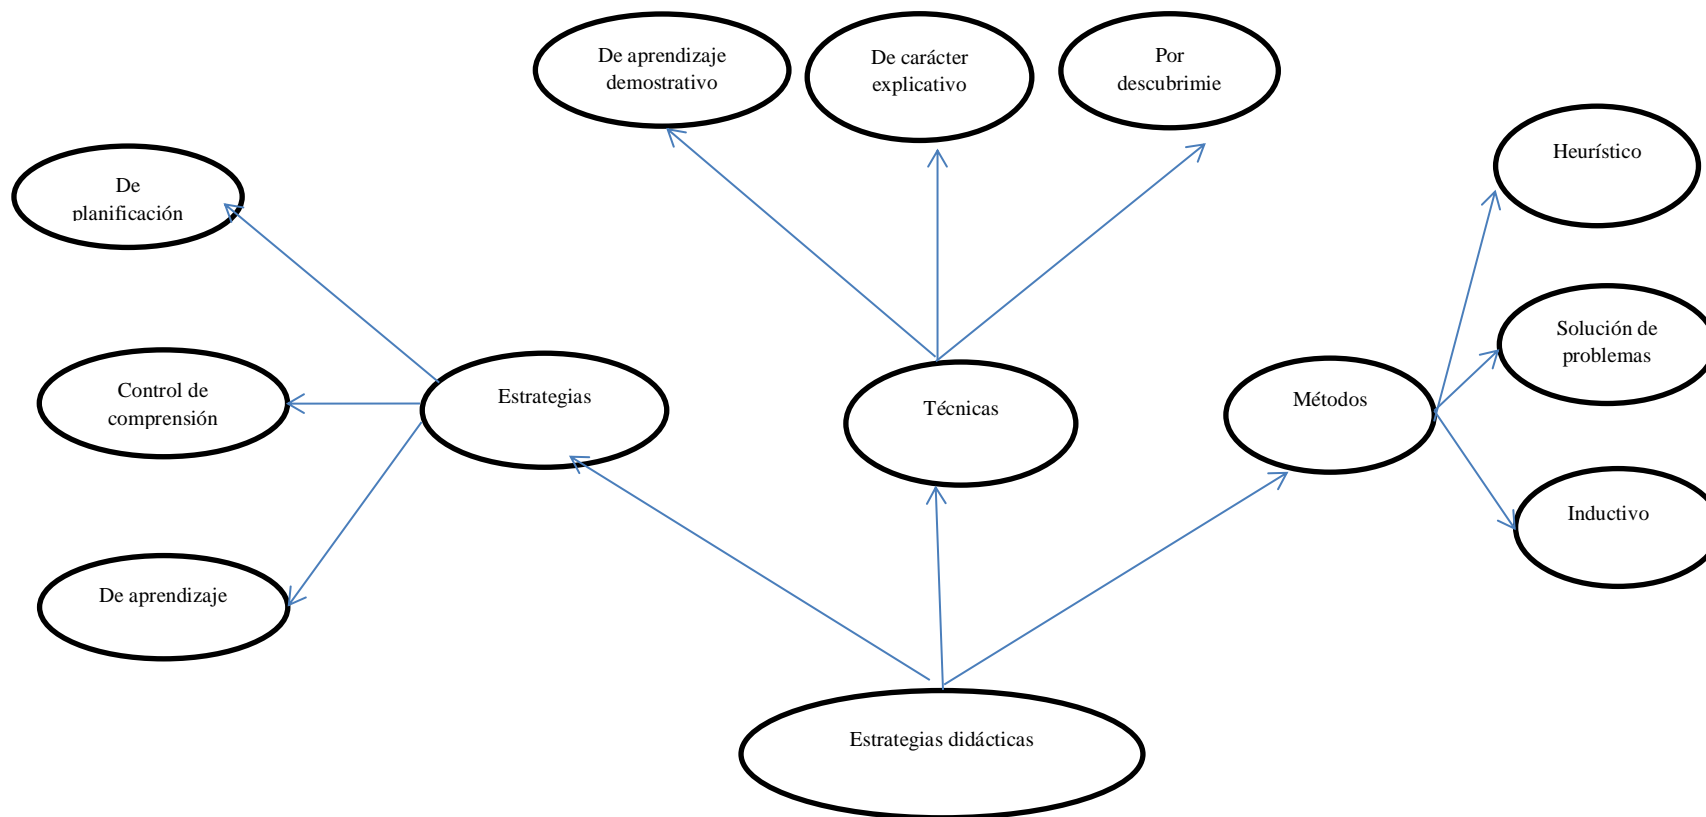 De aprendizaje
demostrativo
De carácter
explicativo
Por
descubrimie
Heurístico
De
planificación
Solución de
problemas
Control de
comprensión
Estrategias
Técnicas
Métodos
Inductivo
De aprendizaje
Estrategias didácticas